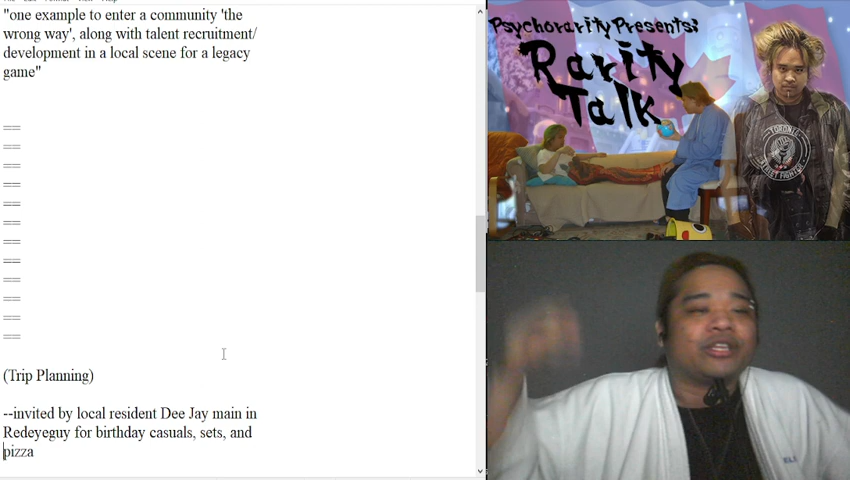 "one example to enter a community 'the
wrong way', along with talent recruitment/
development in a local scene for a legacy
game"
==
==
==
==
==
==
==
==
==
==
==
==
(Trip Planning)
--invited by local resident Dee Jay main in
Redeyeguy for birthday casuals, sets, and
pizza
Psychorarity Presents:
Rarity
Talk
TORONTO
STREET FIGHTER